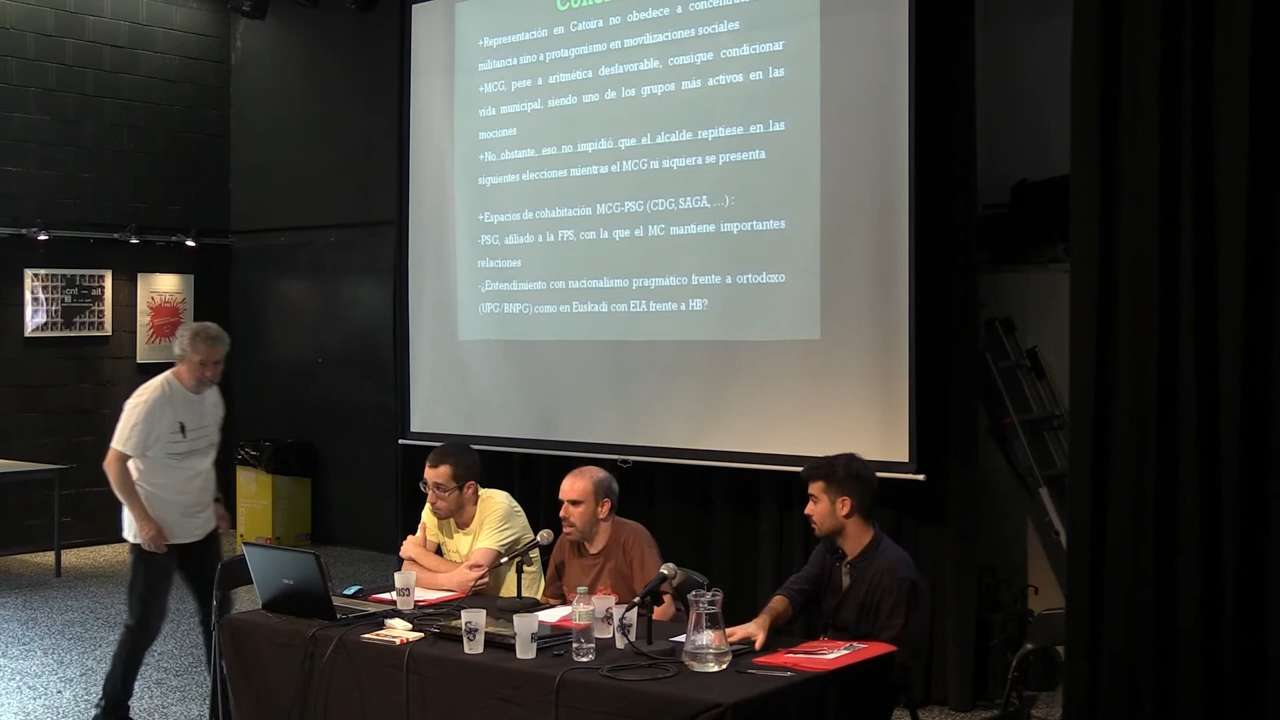 +Representación en Catoira no obedece a
militancia sino a protagonismo en movilizaciones sociales
+MCG, pese a aritmética desfavorable, consigue condicionar
vida municipal, siendo uno de los grupos más activos en las
mociones
+No obstante, eso no impidió que el alcalde repitiese en las
siguientes elecciones mientras el MCG ni siquiera se presenta
+Espacios de cohabitación MCG-PSG (CDG, SAGA, ...) :
-PSG, afiliado a la FPS, con la que el MC mantiene importantes
relaciones
-¿Entendimiento con nacionalismo pragmático frente a ortodoxo
(UPG/BNPG) como en Euskadi con EIA frente a HB?
cnt - ait